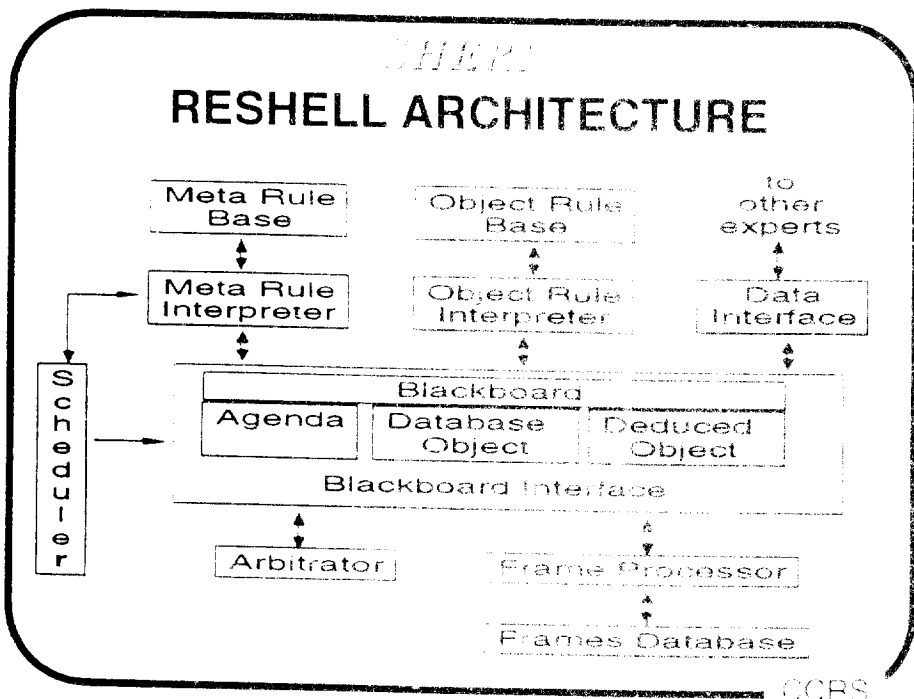 RESHELL ARCHITECTURE
Meta Rule
Base
Object Rule
Base
to
other
experts
Meta Rule
Interpreter
Object Rule
Interpreter
Data
Interface
Scheduler
Blackboard
Agenda
Database
Object
Deduced
Object
Blackboard Interface
Arbitrator
Frame Processor
Frames Database
CCRS